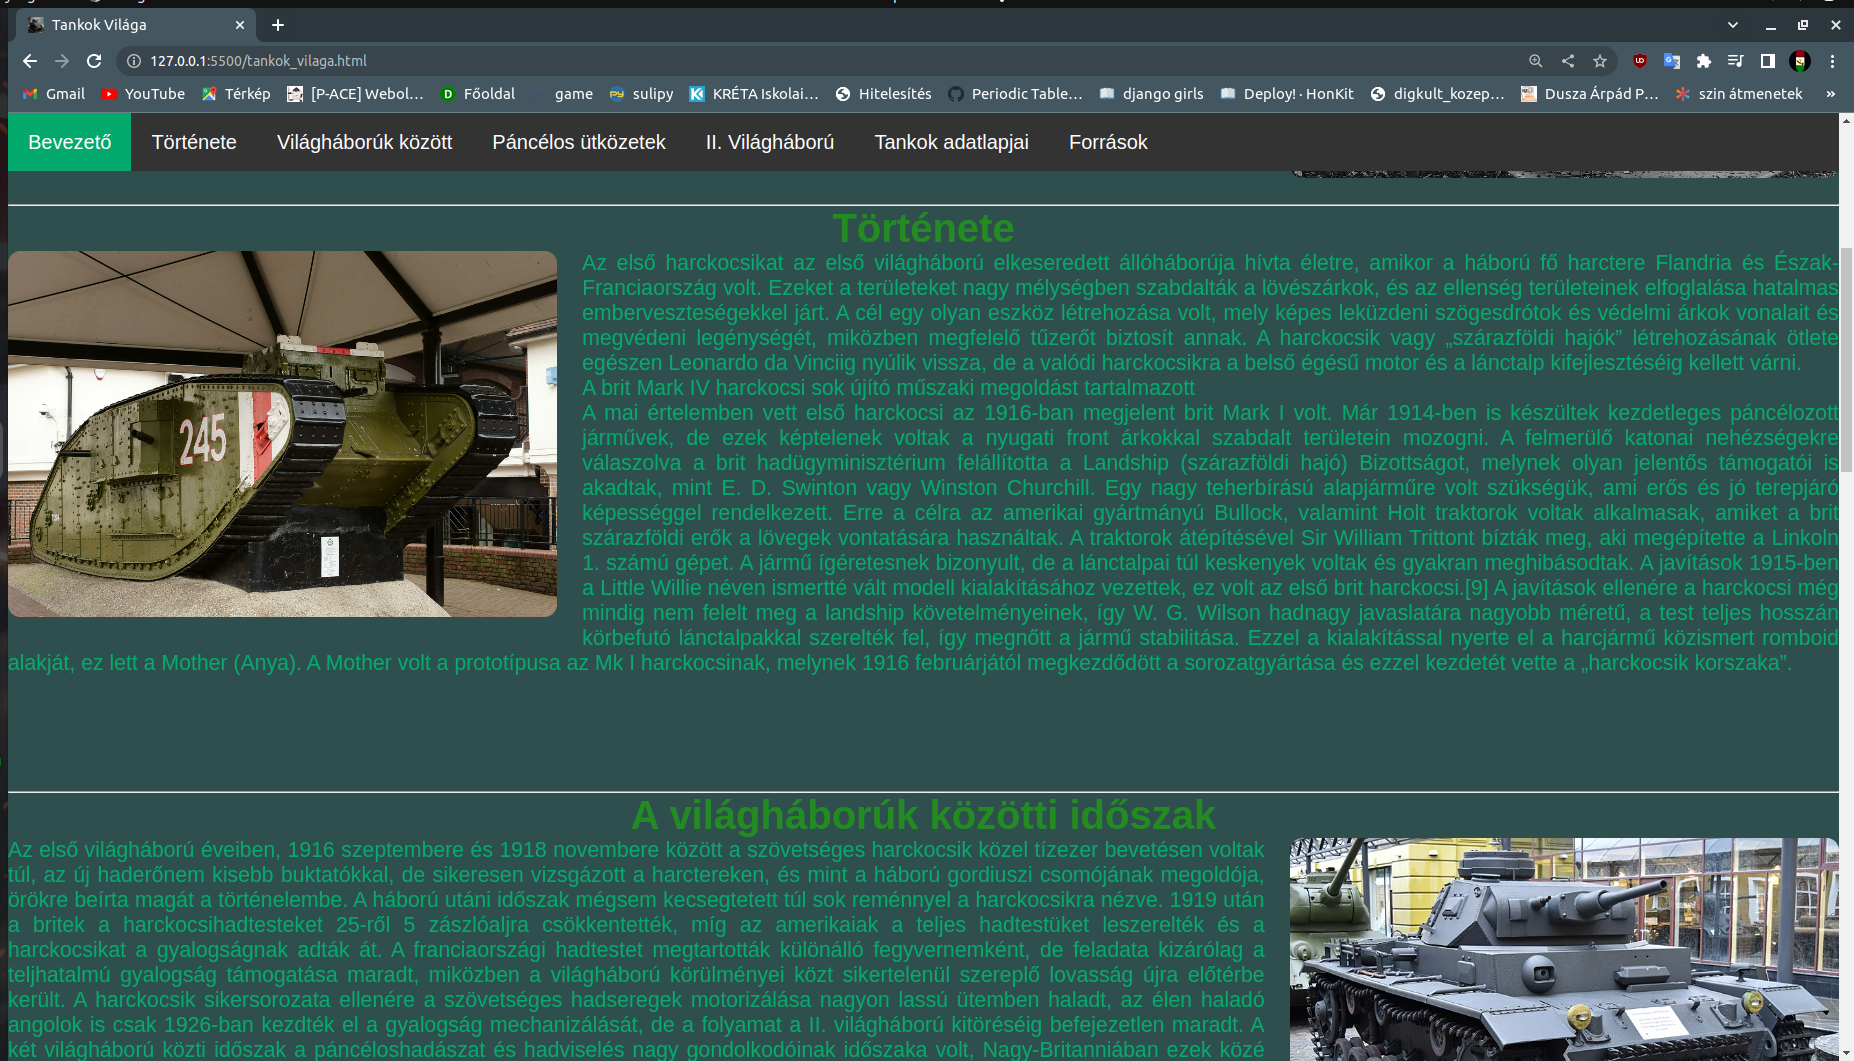 Tankok Világa
127.0.0.1:5500/tankok_vilaga.html
Gmail YouTube Térkép [P-ACE] Webol… Főoldal game sulipy KRÉTA Iskolai… Hitelesítés Periodic Table… django girls Deploy! · HonKit digkult_kozep… Dusza Árpád P… szin átmenetek »
Bevezető Története Világháborúk között Páncélos ütközetek II. Világháború Tankok adatlapjai Források
Története
Az első harckocsikat az első világháború elkeseredett állóháborúja hívta életre, amikor a háború fő harctere Flandria és Észak-
Franciaország volt. Ezeket a területeket nagy mélységben szabdalták a lövészárkok, és az ellenség területeinek elfoglalása hatalmas
emberveszteségekkel járt. A cél egy olyan eszköz létrehozása volt, mely képes leküzdeni szögesdrótok és védelmi árkok vonalait és
megvédeni legénységét, miközben megfelelő tűzerőt biztosít annak. A harckocsik vagy „szárazföldi hajók” létrehozásának ötlete
egészen Leonardo da Vinciig nyúlik vissza, de a valódi harckocsikra a belső égésű motor és a lánctalp kifejlesztéséig kellett várni.
A brit Mark IV harckocsi sok újító műszaki megoldást tartalmazott
A mai értelemben vett első harckocsi az 1916-ban megjelent brit Mark I volt. Már 1914-ben is készültek kezdetleges páncélozott
járművek, de ezek képtelenek voltak a nyugati front árkokkal szabdalt területein mozogni. A felmerülő katonai nehézségekre
válaszolva a brit hadügyminisztérium felállította a Landship (szárazföldi hajó) Bizottságot, melynek olyan jelentős támogatói is
akadtak, mint E. D. Swinton vagy Winston Churchill. Egy nagy teherbírású alapjárműre volt szükségük, ami erős és jó terepjáró
képességgel rendelkezett. Erre a célra az amerikai gyártmányú Bullock, valamint Holt traktorok voltak alkalmasak, amiket a brit
szárazföldi erők a lövegek vontatására használtak. A traktorok átépítésével Sir William Trittont bízták meg, aki megépítette a Linkoln
1. számú gépet. A jármű ígéretesnek bizonyult, de a lánctalpai túl keskenyek voltak és gyakran meghibásodtak. A javítások 1915-ben
a Little Willie néven ismertté vált modell kialakításához vezettek, ez volt az első brit harckocsi.[9] A javítások ellenére a harckocsi még
mindig nem felelt meg a landship követelményeinek, így W. G. Wilson hadnagy javaslatára nagyobb méretű, a test teljes hosszán
körbefutó lánctalpakkal szerelték fel, így megnőtt a jármű stabilitása. Ezzel a kialakítással nyerte el a harcjármű közismert romboid
alakját, ez lett a Mother (Anya). A Mother volt a prototípusa az Mk I harckocsinak, melynek 1916 februárjától megkezdődött a sorozatgyártása és ezzel kezdetét vette a „harckocsik korszaka”.
245
A világháborúk közötti időszak
Az első világháború éveiben, 1916 szeptembere és 1918 novembere között a szövetséges harckocsik közel tízezer bevetésen voltak
túl, az új haderőnem kisebb buktatókkal, de sikeresen vizsgázott a harctereken, és mint a háború gordiuszi csomójának megoldója,
örökre beírta magát a történelembe. A háború utáni időszak mégsem kecsegtetett túl sok reménnyel a harckocsikra nézve. 1919 után
a britek a harckocsihadtesteket 25-ről 5 zászlóaljra csökkentették, míg az amerikaiak a teljes hadtestüket leszerelték és a
harckocsikat a gyalogságnak adták át. A franciaországi hadtestet megtartották különálló fegyvernemként, de feladata kizárólag a
teljhatalmú gyalogság támogatása maradt, miközben a világháború körülményei közt sikertelenül szereplő lovasság újra előtérbe
került. A harckocsik sikersorozata ellenére a szövetséges hadseregek motorizálása nagyon lassú ütemben haladt, az élen haladó
angolok is csak 1926-ban kezdték el a gyalogság mechanizálását, de a folyamat a II. világháború kitöréséig befejezetlen maradt. A
két világháború közti időszak a páncéloshadászat és hadviselés nagy gondolkodóinak időszaka volt, Nagy-Britanniában ezek közé